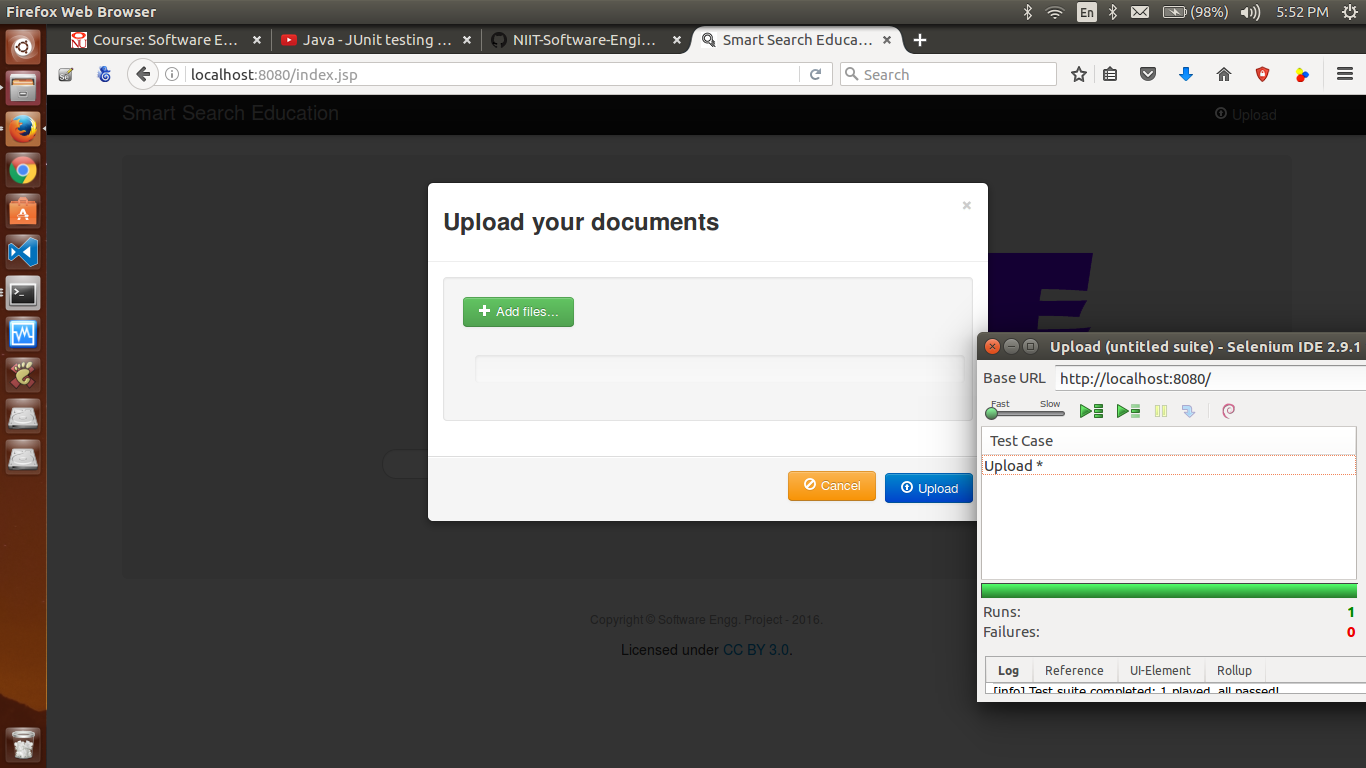 Firefox Web Browser
En
(98%)
5:52 PM
Course: Software E...
Java - JUnit testing ...
NIIT-Software-Engi...
Smart Search Educa...
localhost:8080/index.jsp
Search
Smart Search Education
Upload
Upload your documents
×
Add files...
Cancel
Upload
Copyright © Software Engg. Project - 2016.
Licensed under CC BY 3.0.
Upload (untitled suite) - Selenium IDE 2.9.1
Base URL http://localhost:8080/
Fast Slow
Test Case
Upload *
Runs: 1
Failures: 0
Log Reference UI-Element Rollup
[info] Test suite completed: 1 played, all passed!